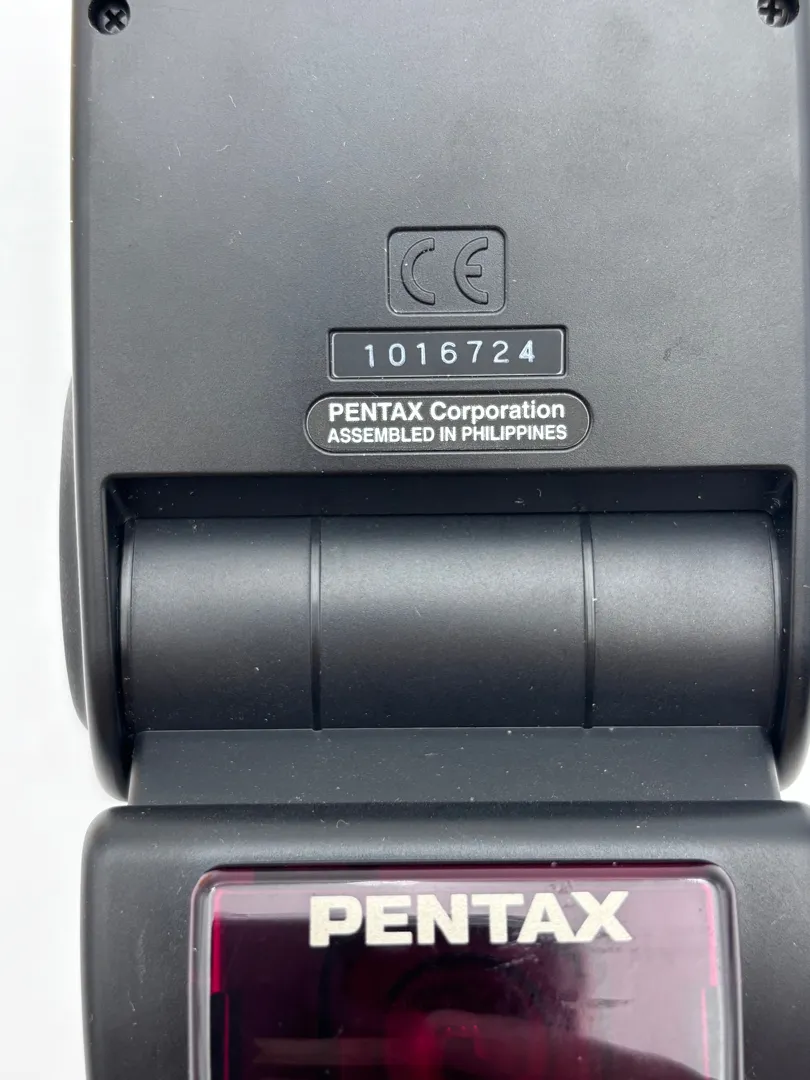 CE
1016724
PENTAX Corporation
ASSEMBLED IN PHILIPPINES
PENTAX